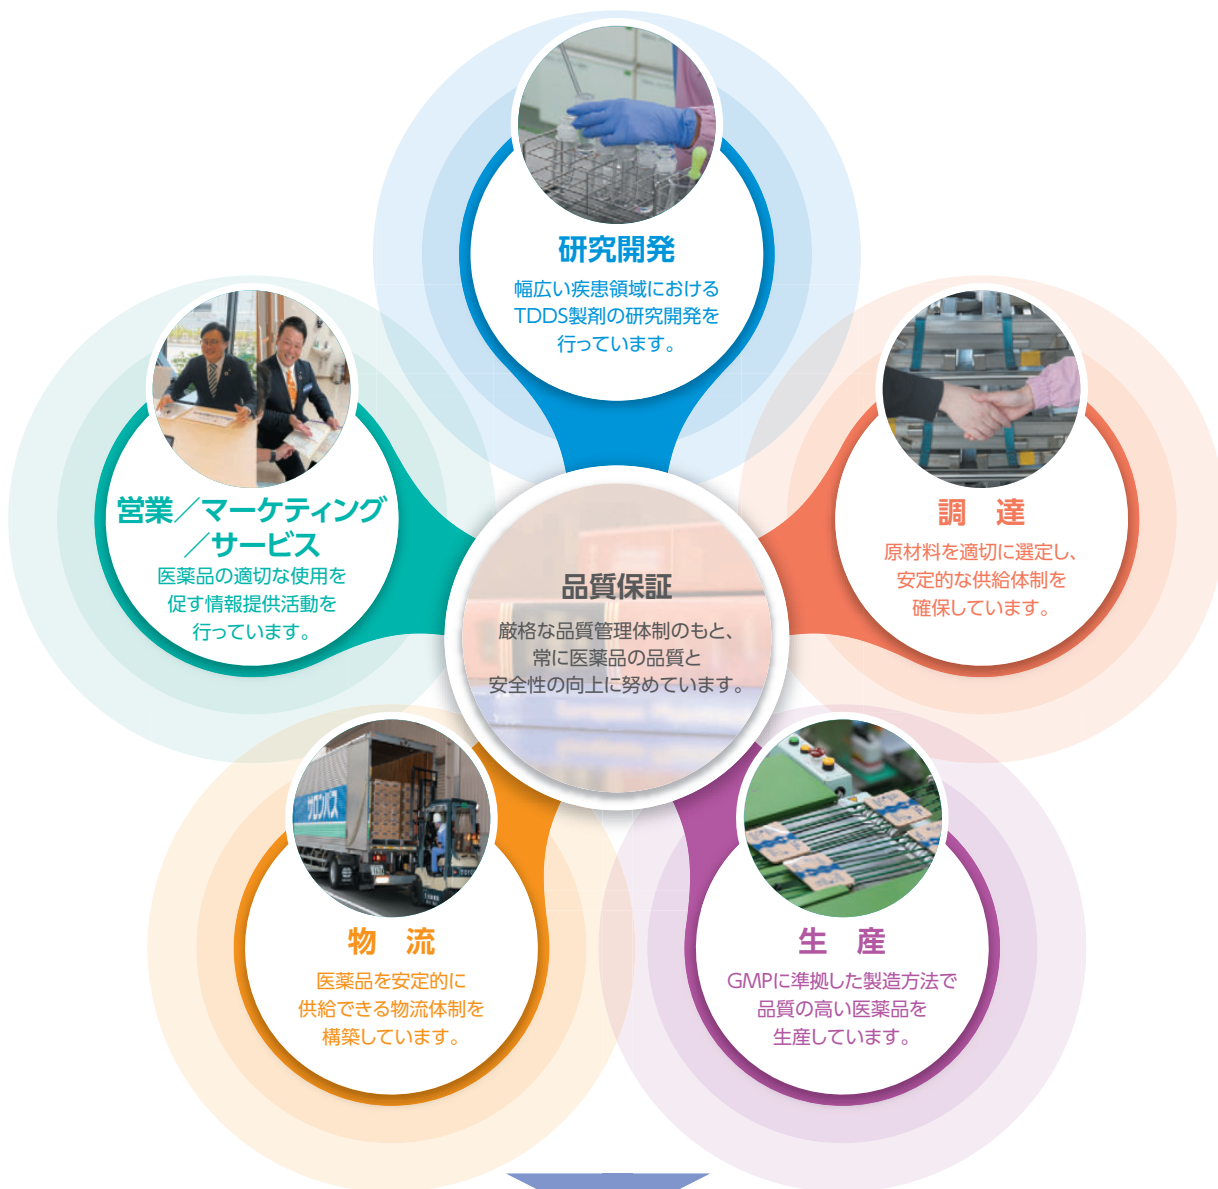 研究開発
幅広い疾患領域における
TDDS製剤の研究開発を
行っています。
調　達
原材料を適切に選定し、
安定的な供給体制を
確保しています。
生　産
GMPに準拠した製造方法で
品質の高い医薬品を
生産しています。
物　流
医薬品を安定的に
供給できる物流体制を
構築しています。
営業／マーケティング
／サービス
医薬品の適切な使用を
促す情報提供活動を
行っています。
品質保証
厳格な品質管理体制のもと、
常に医薬品の品質と
安全性の向上に努めています。
サロンパス